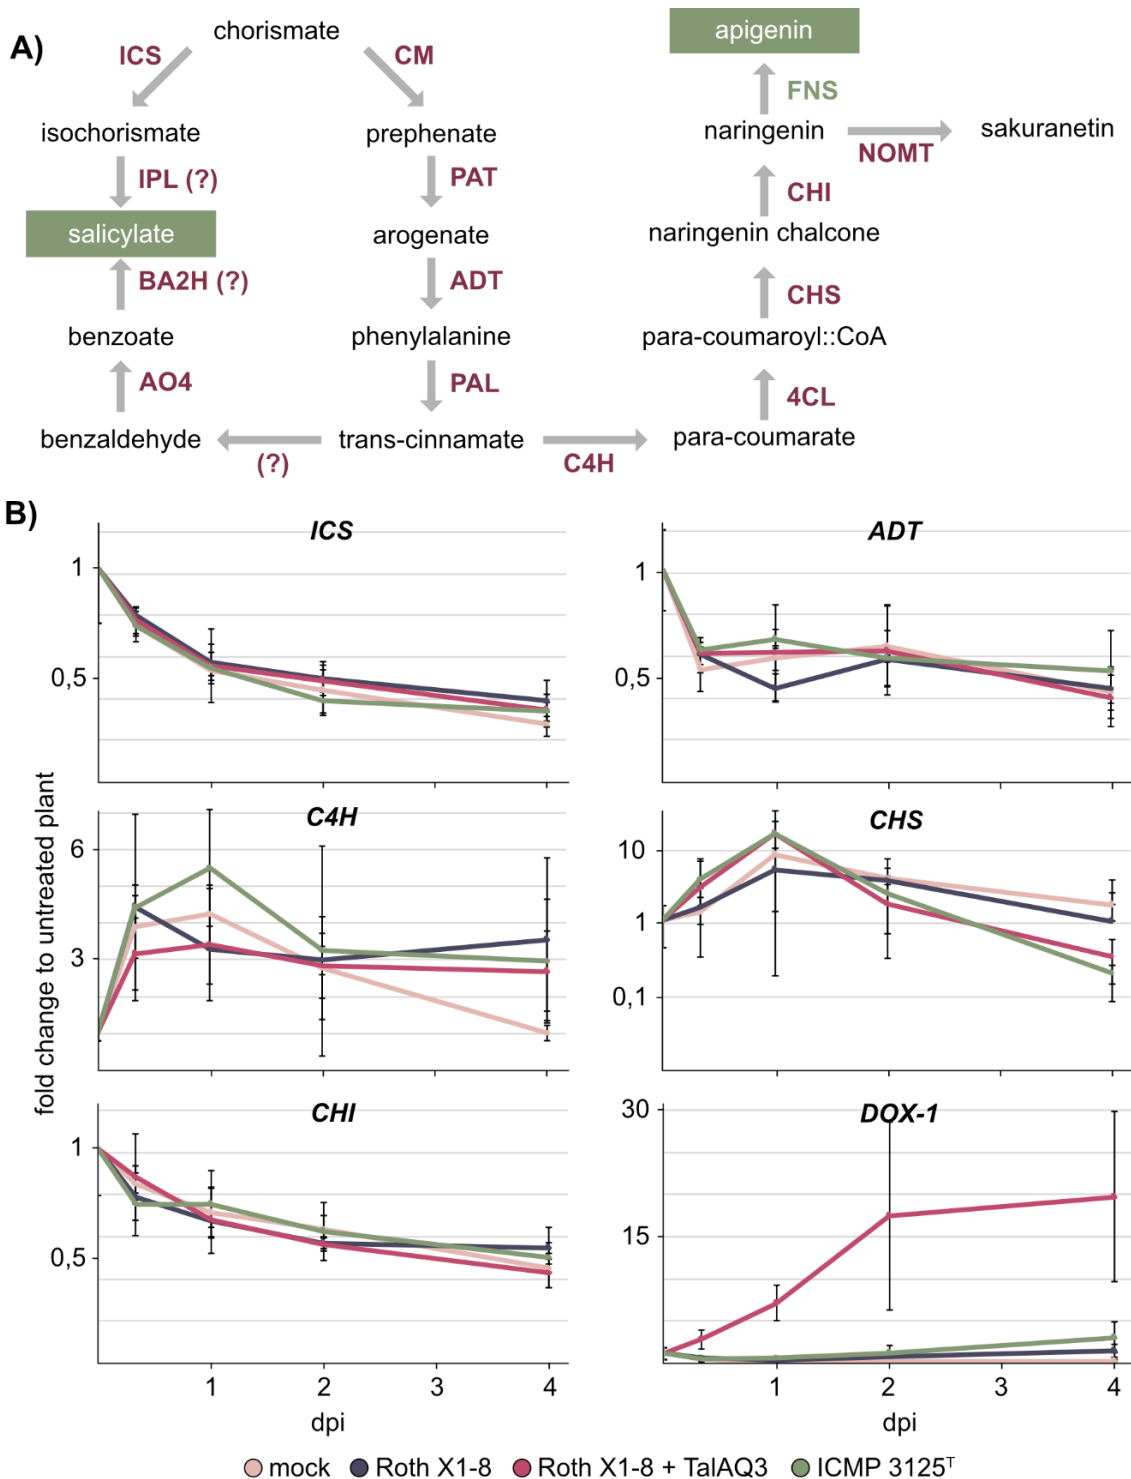 A)
chorismate
ICS
CM
isochorismate
prephenate
IPL (?)
PAT
salicylate
arogenate
BA2H (?)
ADT
benzoate
phenylalanine
AO4
PAL
benzaldehyde
trans-cinnamate
(?)
C4H
apigenin
FNS
naringenin
sakuranetin
NOMT
CHI
naringenin chalcone
CHS
para-coumaroyl::CoA
4CL
para-coumarate
B)
fold change to untreated plant
ICS
1
0,5
ADT
1
0,5
C4H
6
3
CHS
10
1
0,1
CHI
1
0,5
1 2 3 4
dpi
DOX-1
30
15
1 2 3 4
dpi
mock Roth X1-8 Roth X1-8 + TalAQ3 ICMP 3125ᵀ